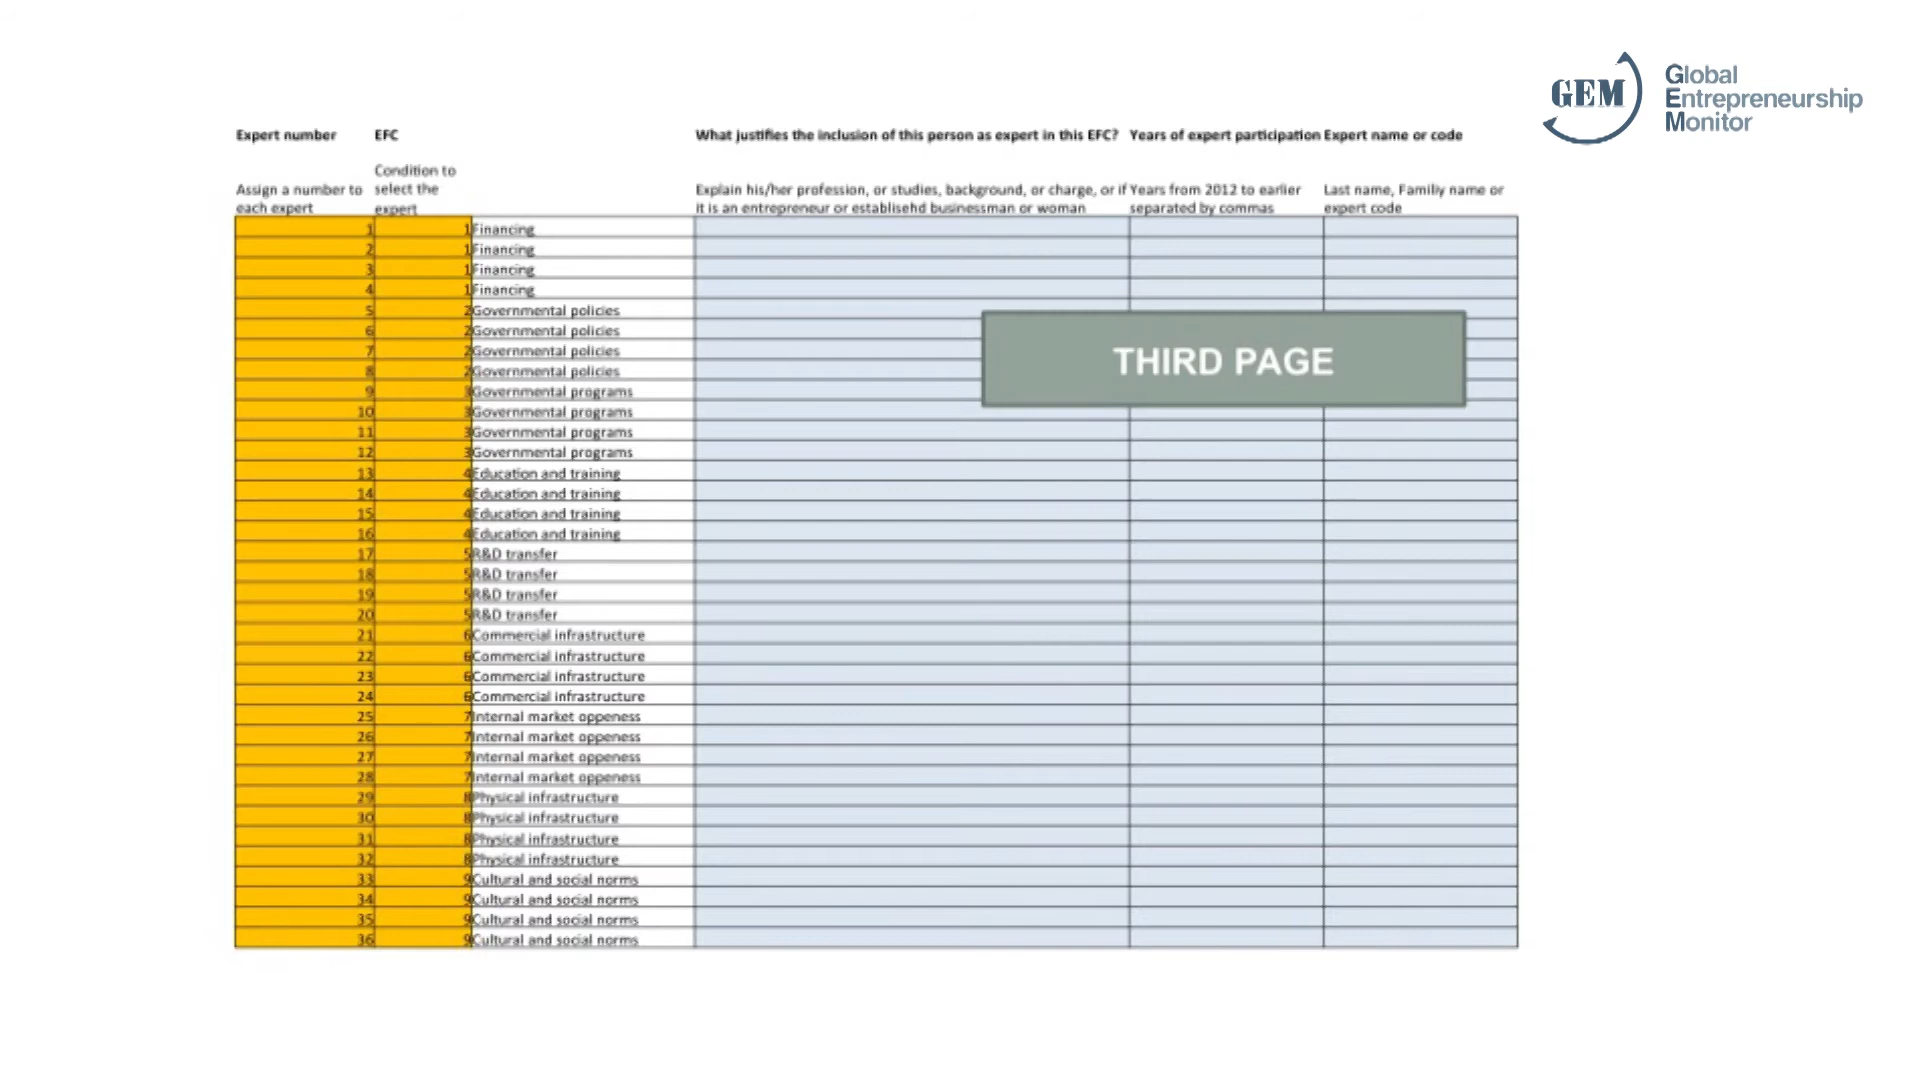 GEM
Global
Entrepreneurship
Monitor
Expert number EFC What justifies the inclusion of this person as expert in this EFC? Years of expert participation Expert name or code
Assign a number to each expert
Condition to select the expert
Explain his/her profession, or studies, background, or charge, or if it is an entrepreneur or establisehd businessman or woman
Years from 2012 to earlier separated by commas
Last name, Familiy name or expert code
1 1 Financing
2 1 Financing
3 1 Financing
4 1 Financing
5 2 Governmental policies
6 2 Governmental policies
7 2 Governmental policies
8 2 Governmental policies
THIRD PAGE
9 3 Governmental programs
10 3 Governmental programs
11 3 Governmental programs
12 3 Governmental programs
13 4 Education and training
14 4 Education and training
15 4 Education and training
16 4 Education and training
17 5 R&D transfer
18 5 R&D transfer
19 5 R&D transfer
20 5 R&D transfer
21 6 Commercial infrastructure
22 6 Commercial infrastructure
23 6 Commercial infrastructure
24 6 Commercial infrastructure
25 7 Internal market oppeness
26 7 Internal market oppeness
27 7 Internal market oppeness
28 7 Internal market oppeness
29 8 Physical infrastructure
30 8 Physical infrastructure
31 8 Physical infrastructure
32 8 Physical infrastructure
33 9 Cultural and social norms
34 9 Cultural and social norms
35 9 Cultural and social norms
36 9 Cultural and social norms